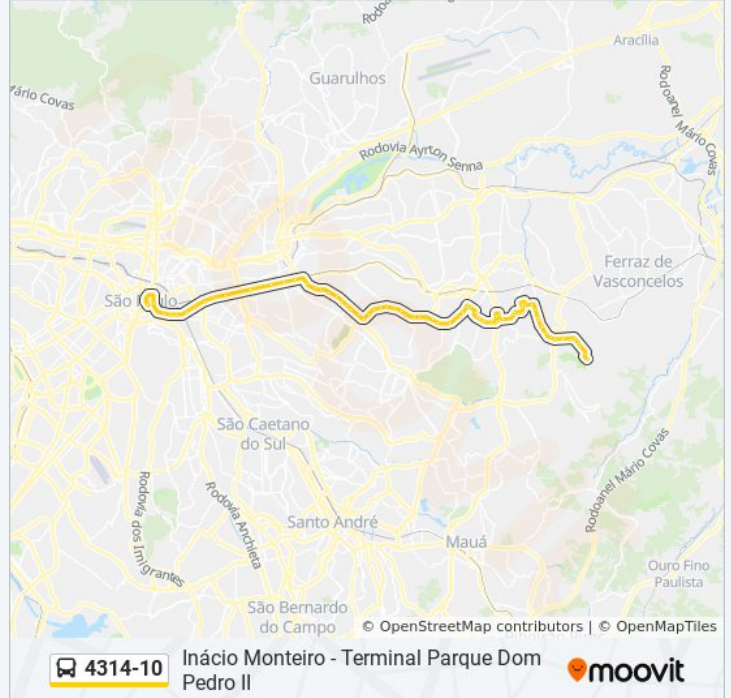 Rodo
Aracília
Guarulhos
Mário Covas
Rodoanel Mário Covas
Rodovia Ayrton Senna
Ferraz de
Vasconcelos
São Paulo
São Caetano
do Sul
Rodoanel Mário Covas
Rodovia dos Imigrantes
Rodovia Anchieta
Santo André
Mauá
Ouro Fino
Paulista
São Bernardo
do Campo
© OpenStreetMap contributors | © OpenMapTiles
4314-10
Inácio Monteiro - Terminal Parque Dom
Pedro II
moovit